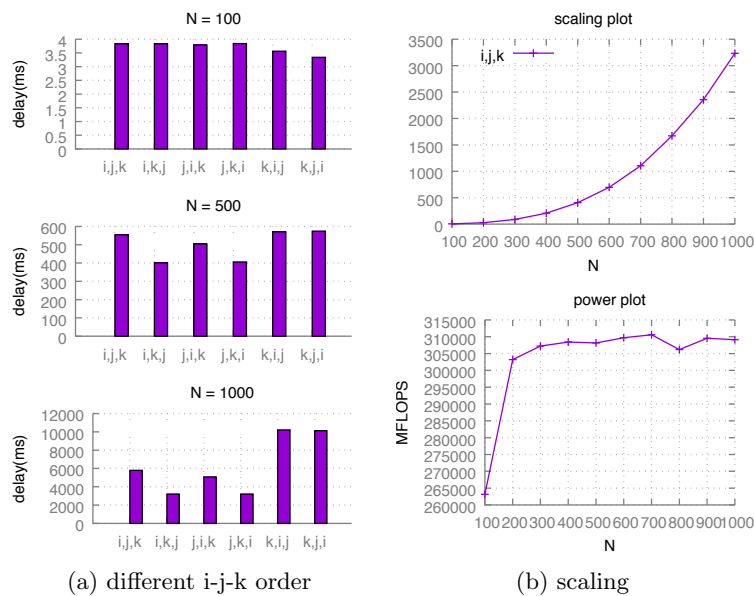 N = 100
delay(ms)
4
3.5
3
2.5
2
1.5
1
0.5
0
i,j,k i,k,j j,i,k j,k,i k,i,j k,j,i
N = 500
delay(ms)
600
500
400
300
200
100
0
i,j,k i,k,j j,i,k j,k,i k,i,j k,j,i
N = 1000
delay(ms)
12000
10000
8000
6000
4000
2000
0
i,j,k i,k,j j,i,k j,k,i k,i,j k,j,i
(a) different i-j-k order
scaling plot
i,j,k
3500
3000
2500
2000
1500
1000
500
0
100 200 300 400 500 600 700 800 900 1000
N
power plot
MFLOPS
315000
310000
305000
300000
295000
290000
285000
280000
275000
270000
265000
260000
100 200 300 400 500 600 700 800 900 1000
N
(b) scaling